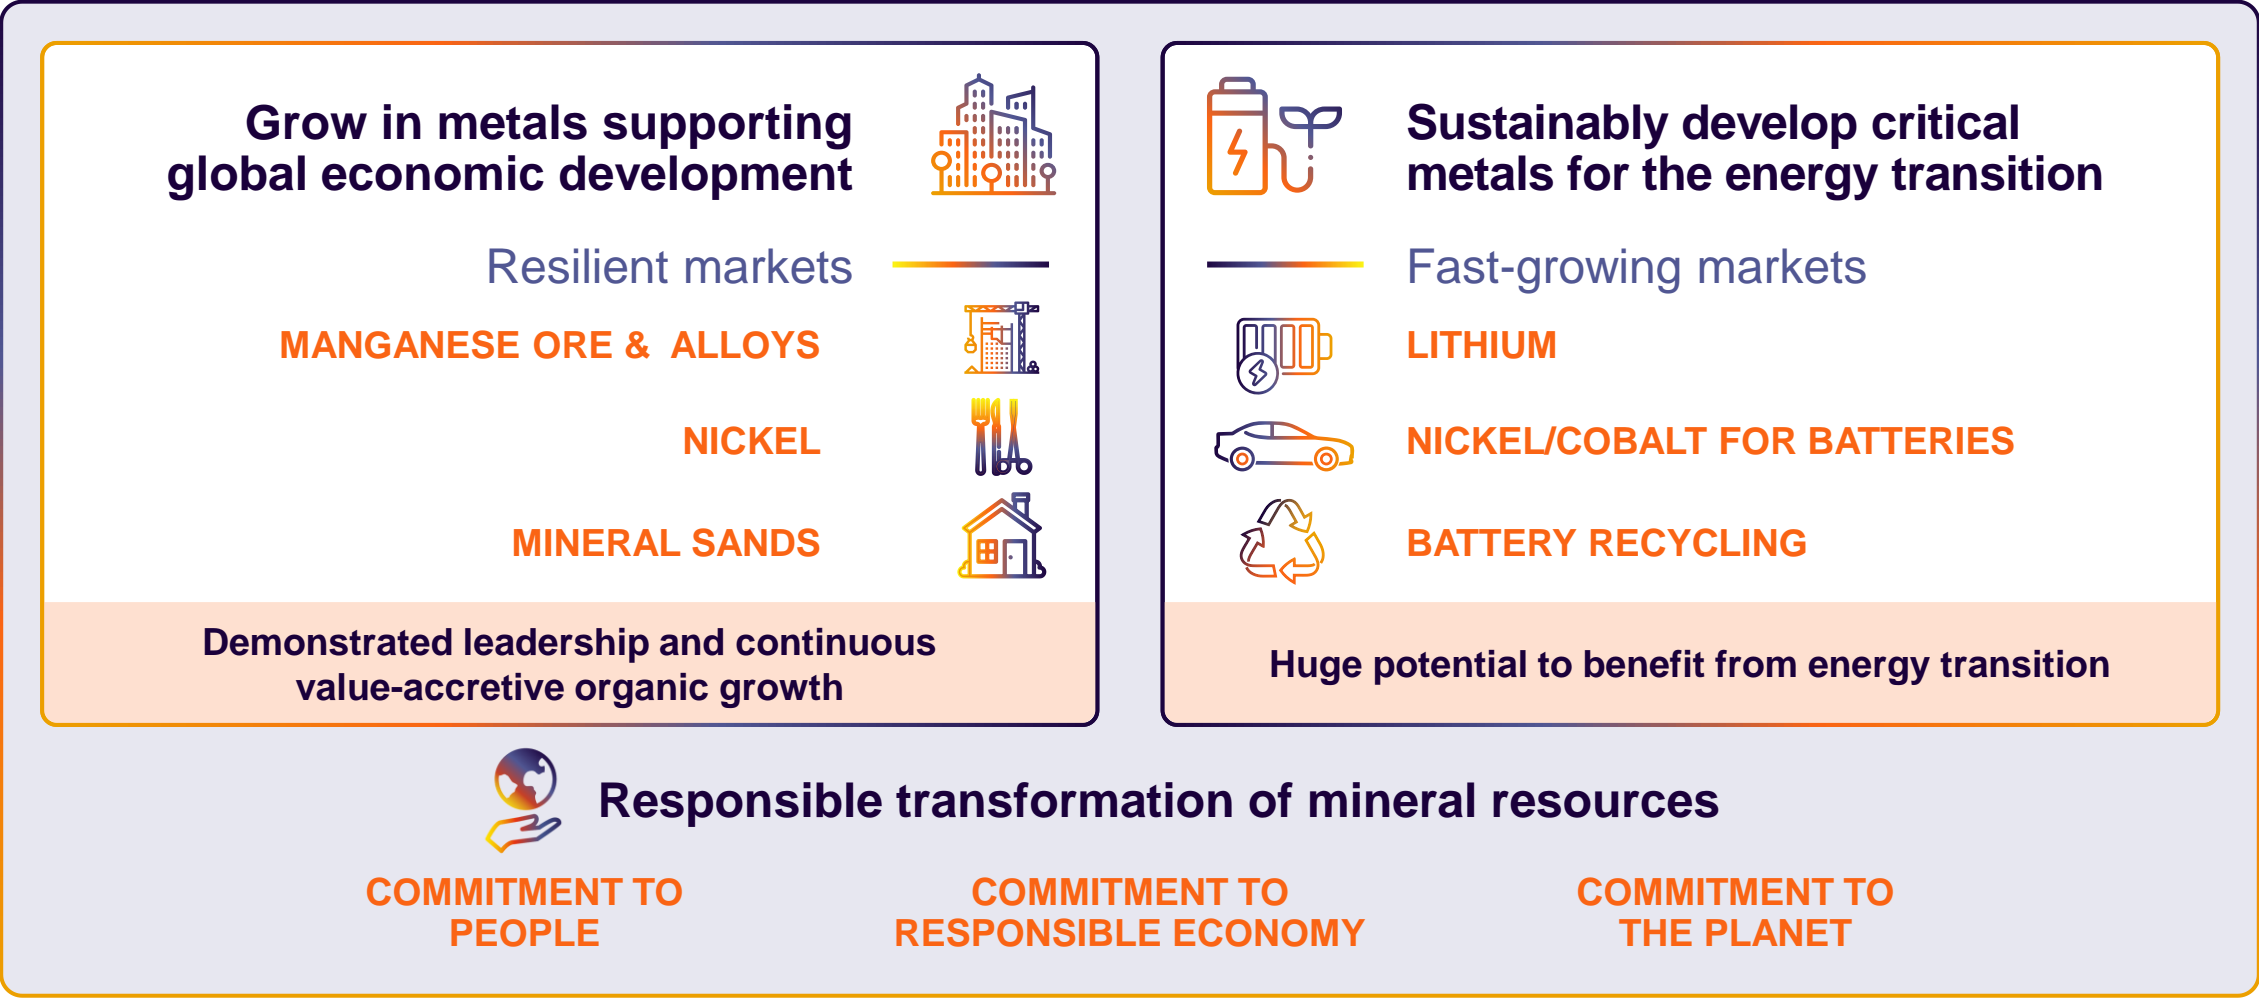 Grow in metals supporting
global economic development
Resilient markets
MANGANESE ORE & ALLOYS
NICKEL
MINERAL SANDS
Demonstrated leadership and continuous
value-accretive organic growth
Sustainably develop critical
metals for the energy transition
Fast-growing markets
LITHIUM
NICKEL/COBALT FOR BATTERIES
BATTERY RECYCLING
Huge potential to benefit from energy transition
Responsible transformation of mineral resources
COMMITMENT TO
PEOPLE
COMMITMENT TO
RESPONSIBLE ECONOMY
COMMITMENT TO
THE PLANET